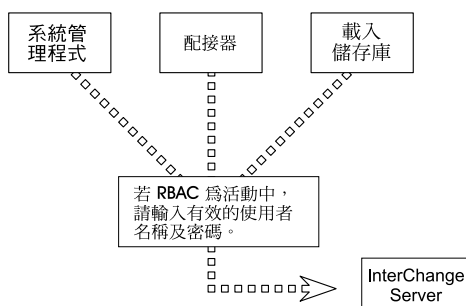 系統管
理程式
配接器
載入
儲存庫
若 RBAC 為活動中，
請輸入有效的使用者
名稱及密碼。
InterChange
Server